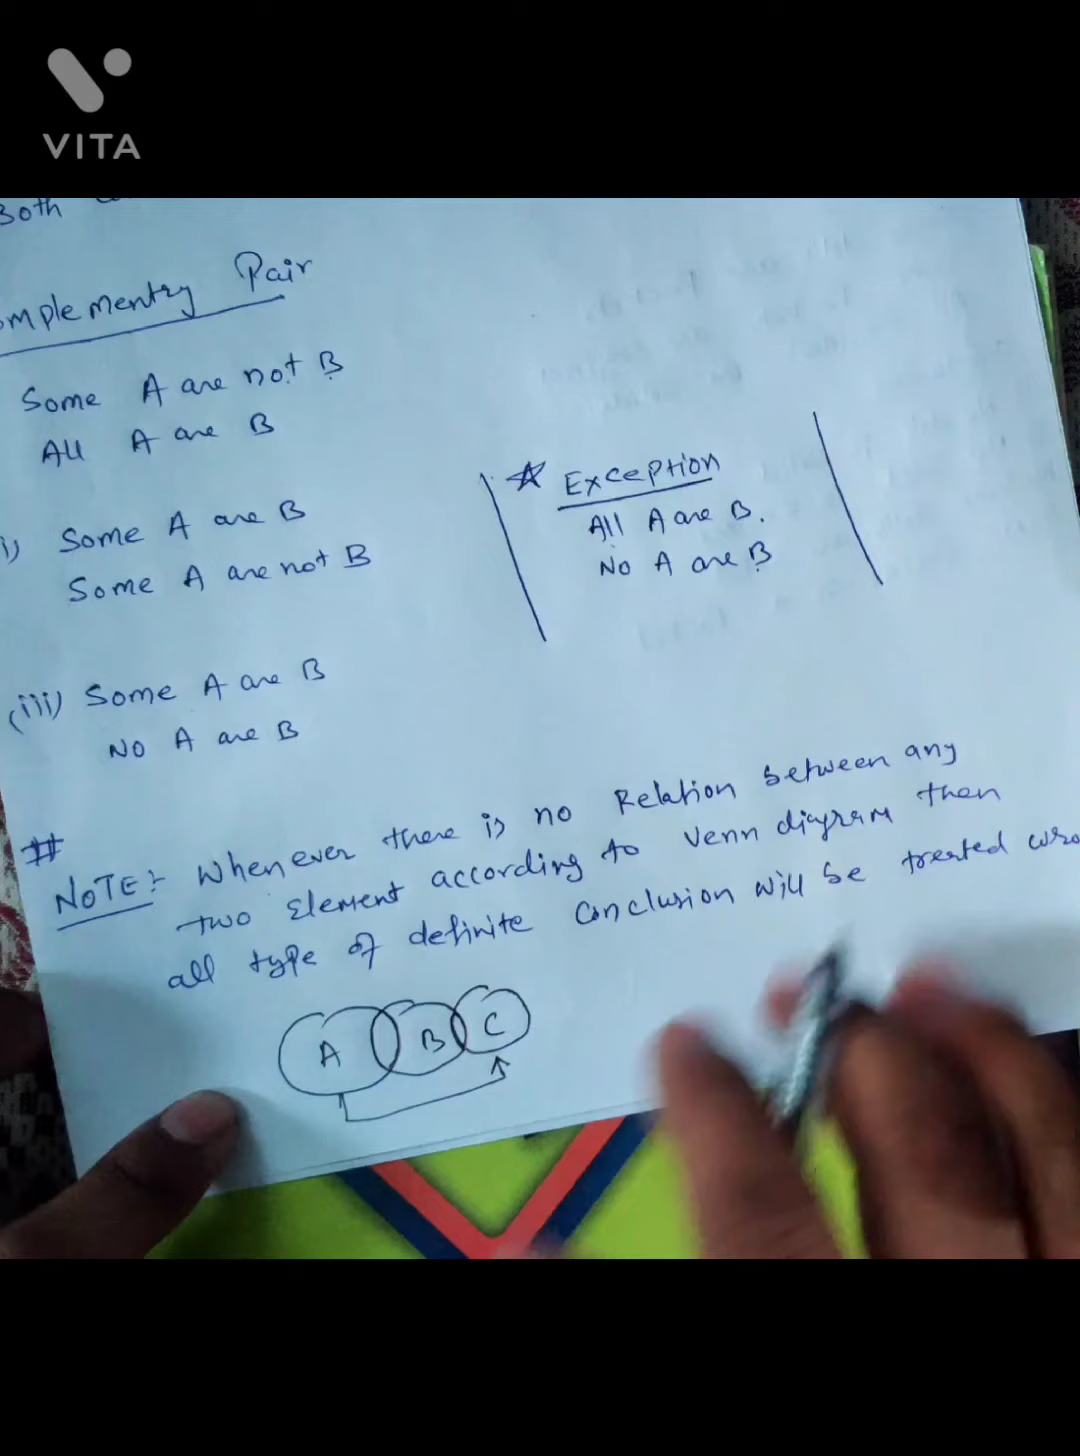 VITA
Both
omplementry Pair
Some A are not B
All A are B
i) Some A are B
Some A are not B
Exception
All A are B.
No A are B
(iii) Some A are B
No A are B
#
NOTE:- Whenever there is no Relation between any
two Element according to Venn diagram then
all type of definite Conclusion will be treated wro
A B C